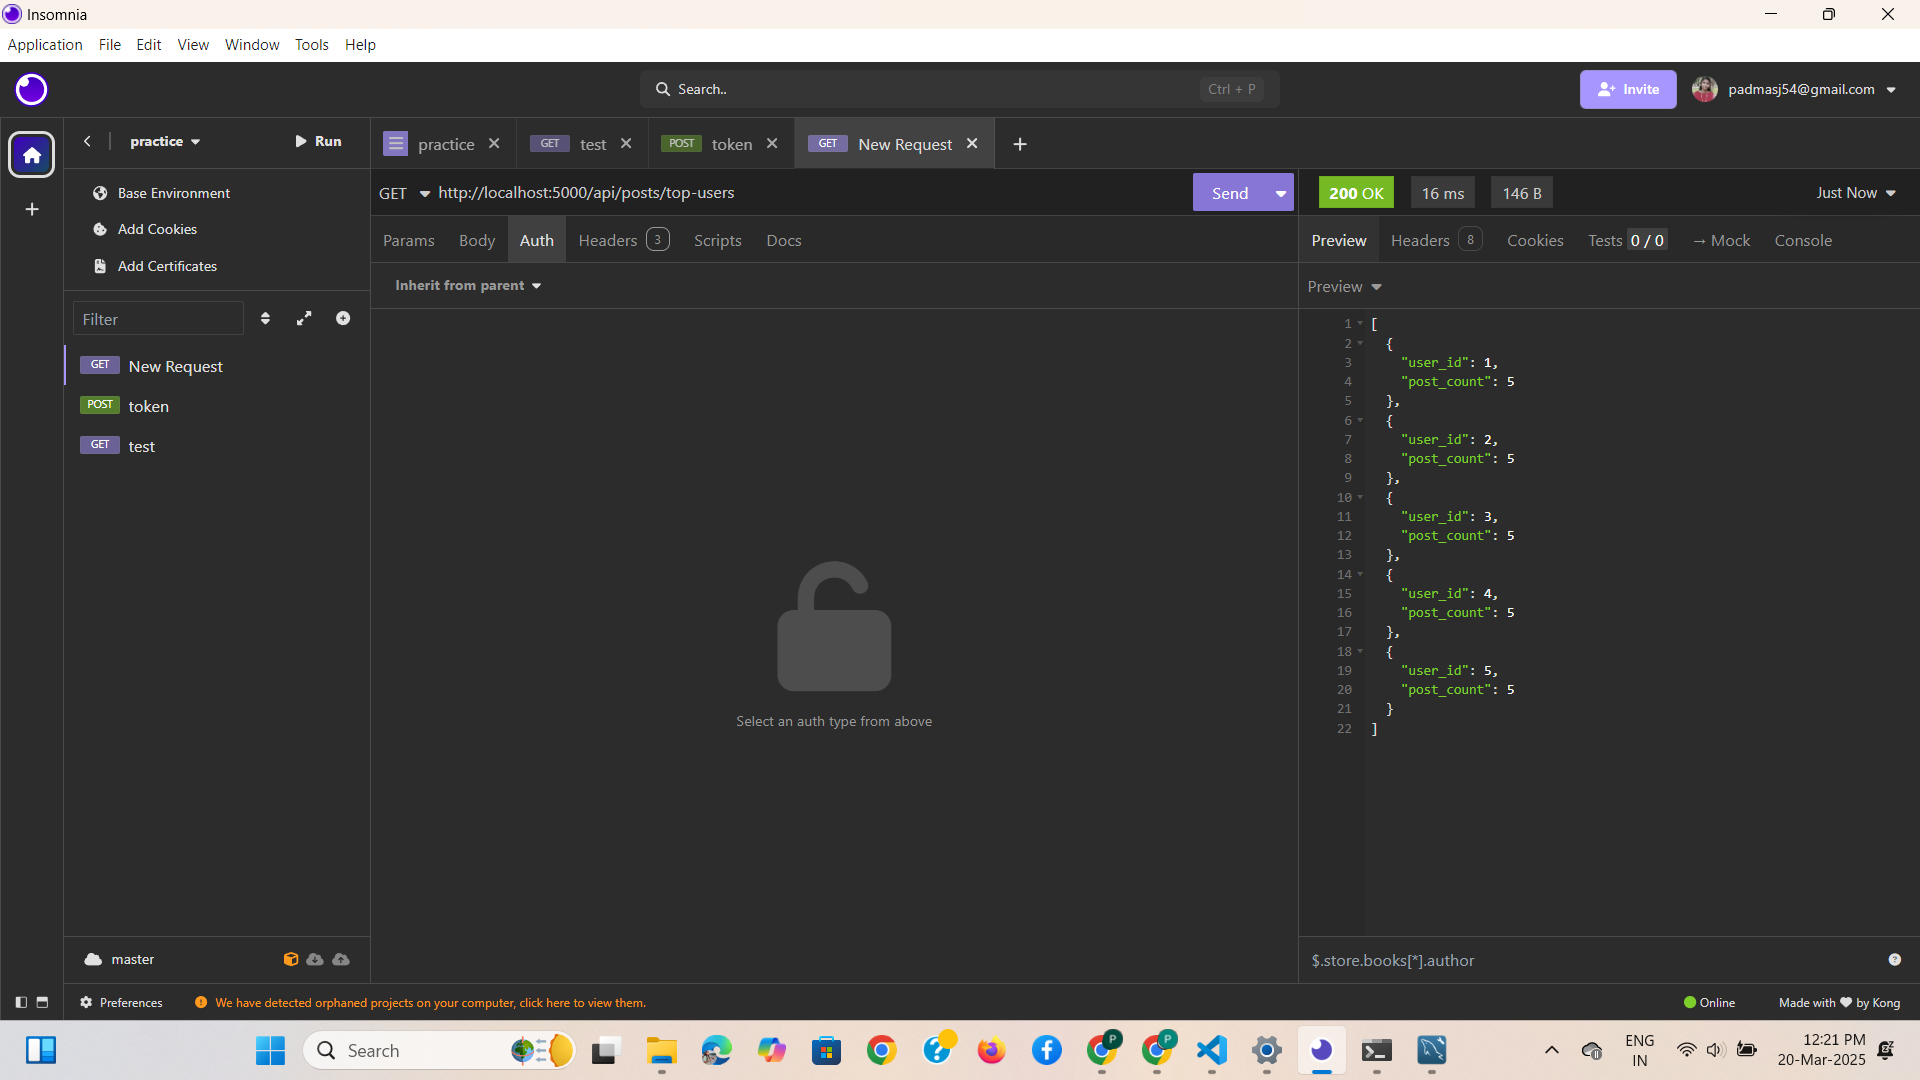 Insomnia
Application File Edit View Window Tools Help
Search.. Ctrl + P
Invite
padmasj54@gmail.com
practice
Run
practice
GET test
POST token
GET New Request
Base Environment
Add Cookies
Add Certificates
Filter
GET New Request
POST token
GET test
GET http://localhost:5000/api/posts/top-users
Send
200 OK 16 ms 146 B Just Now
Params Body Auth Headers 3 Scripts Docs
Inherit from parent
Select an auth type from above
Preview Headers 8 Cookies Tests 0 / 0 → Mock Console
Preview
1 [
2 {
3 "user_id": 1,
4 "post_count": 5
5 },
6 {
7 "user_id": 2,
8 "post_count": 5
9 },
10 {
11 "user_id": 3,
12 "post_count": 5
13 },
14 {
15 "user_id": 4,
16 "post_count": 5
17 },
18 {
19 "user_id": 5,
20 "post_count": 5
21 }
22 ]
$.store.books[*].author
master
Preferences
We have detected orphaned projects on your computer, click here to view them.
Online
Made with ♥ by Kong
Search
P
P
ENG
IN
12:21 PM
20-Mar-2025